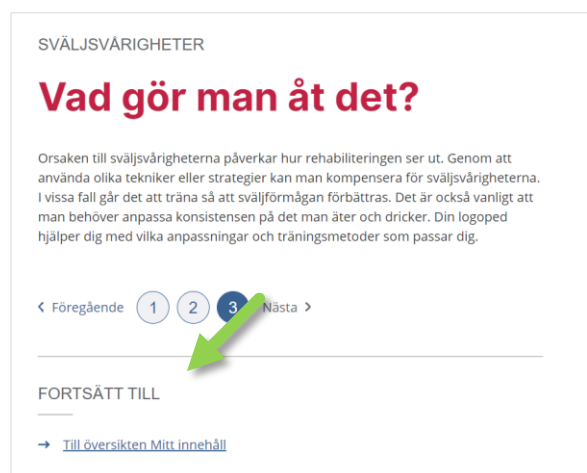 SVÄLJSVÅRIGHETER
Vad gör man åt det?
Orsaken till sväljsvårigheterna påverkar hur rehabiliteringen ser ut. Genom att
använda olika tekniker eller strategier kan man kompensera för sväljsvårigheterna.
I vissa fall går det att träna så att sväljförmågan förbättras. Det är också vanligt att
man behöver anpassa konsistensen på det man äter och dricker. Din logoped
hjälper dig med vilka anpassningar och träningsmetoder som passar dig.
Föregående 1 2 3 Nästa
FORTSÄTT TILL
Till översikten Mitt innehåll